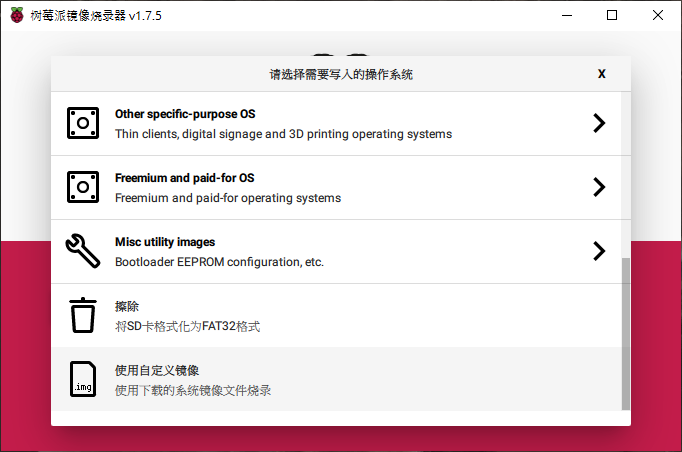 树莓派镜像烧录器 v1.7.5
请选择需要写入的操作系统
X
Other specific-purpose OS
Thin clients, digital signage and 3D printing operating systems
Freemium and paid-for OS
Freemium and paid-for operating systems
Misc utility images
Bootloader EEPROM configuration, etc.
擦除
将SD卡格式化为FAT32格式
使用自定义镜像
.img
使用下载的系统镜像文件烧录